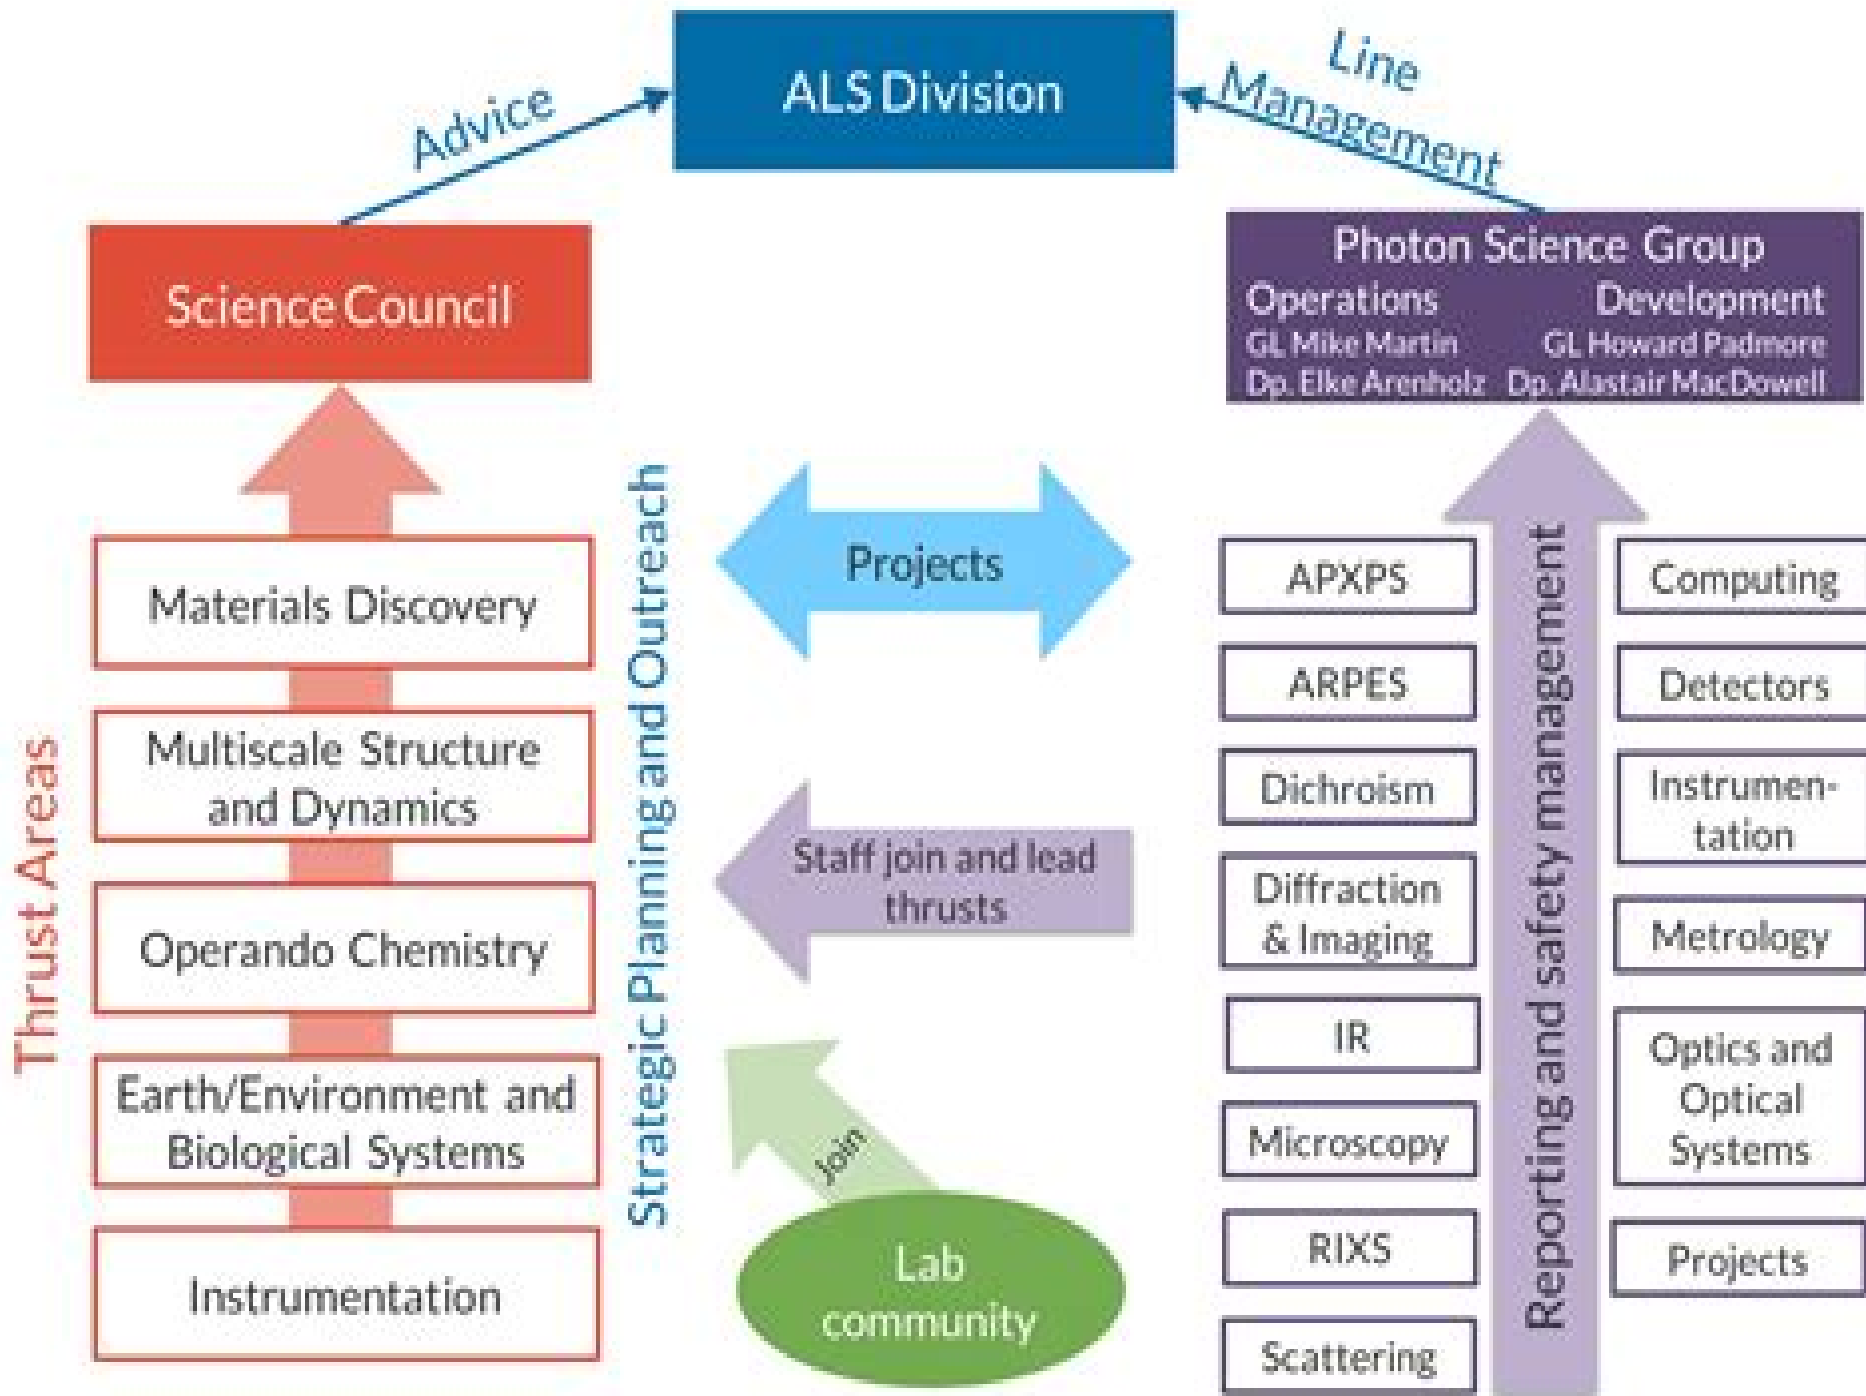 ALS Division
Advice
Line
Management
Science Council
Photon Science Group
Operations Development
GL Mike Martin GL Howard Padmore
Dp. Elke Arenholz Dp. Alastair MacDowell
Thrust Areas
Materials Discovery
Multiscale Structure
and Dynamics
Operando Chemistry
Earth/Environment and
Biological Systems
Instrumentation
Strategic Planning and Outreach
Projects
Staff join and lead
thrusts
Join
Lab
community
APXPS
ARPES
Dichroism
Diffraction
& Imaging
IR
Microscopy
RIXS
Scattering
Reporting and safety management
Computing
Detectors
Instrumen-
tation
Metrology
Optics and
Optical
Systems
Projects